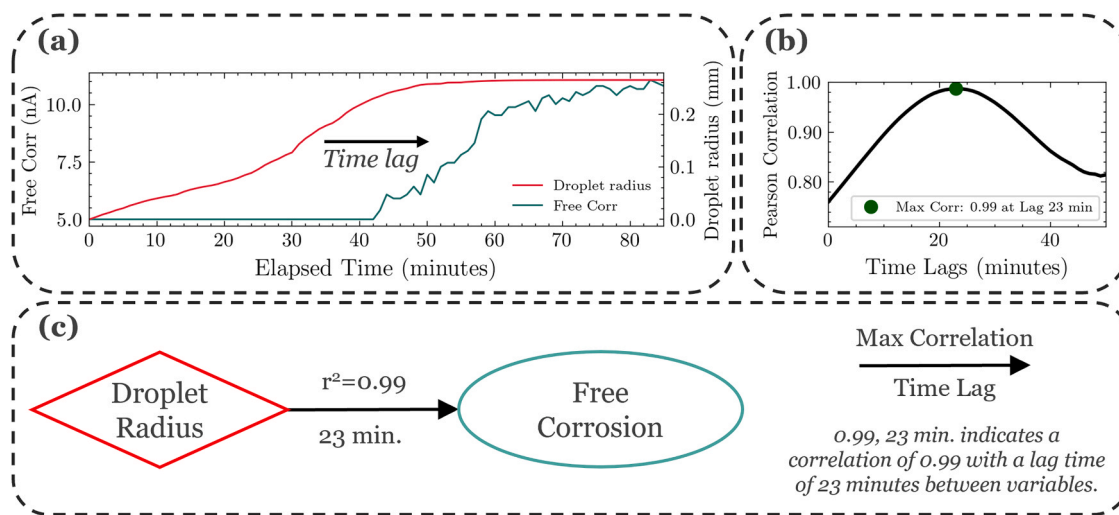 (a)
Free Corr (nA)
10.0
7.5
5.0
0 10 20 30 40 50 60 70 80
Elapsed Time (minutes)
Time lag
Droplet radius
Free Corr
0.2
0.1
0.0
Droplet radius (mm)
(b)
Pearson Correlation
1.00
0.90
0.80
0 20 40
Time Lags (minutes)
Max Corr: 0.99 at Lag 23 min
(c)
Droplet
Radius
r²=0.99
23 min.
Free
Corrosion
Max Correlation
Time Lag
0.99, 23 min. indicates a
correlation of 0.99 with a lag time
of 23 minutes between variables.